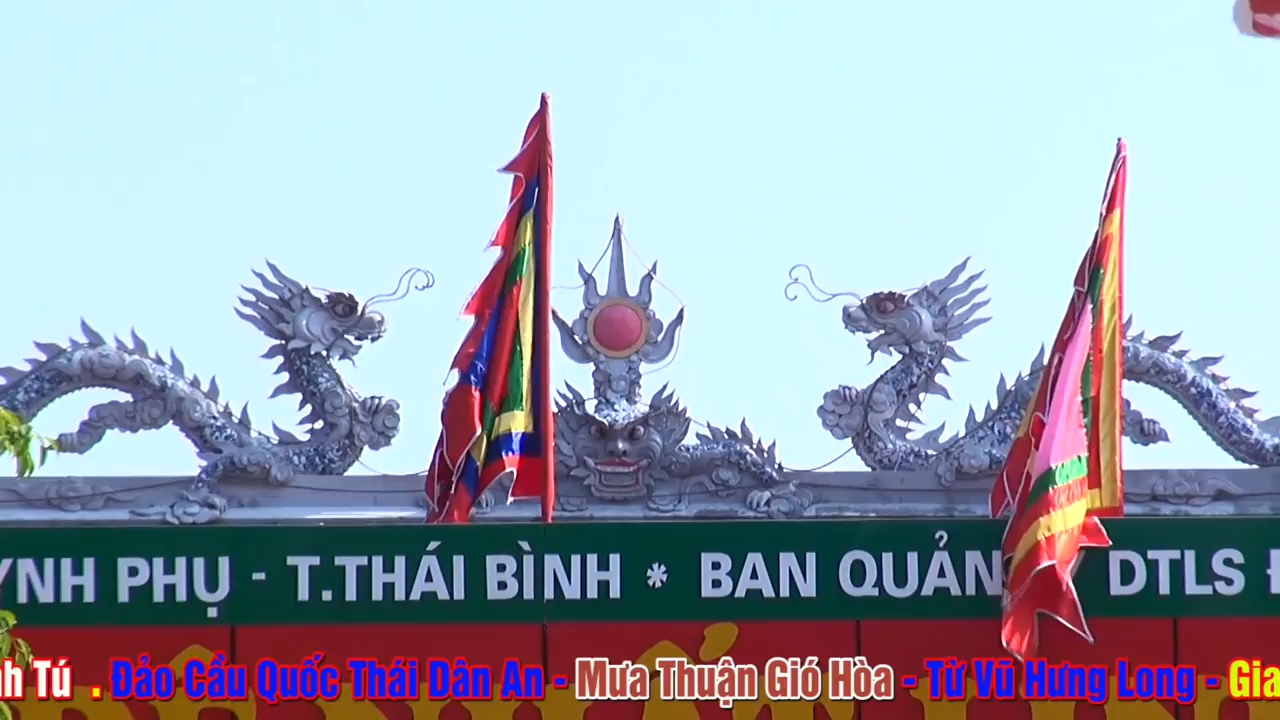 YNH PHỤ - T.THÁI BÌNH * BAN QUẢN DTLS
nh Tú . Đảo Cầu Quốc Thái Dân An - Mưa Thuận Gió Hòa - Từ Vũ Hưng Long - Gia